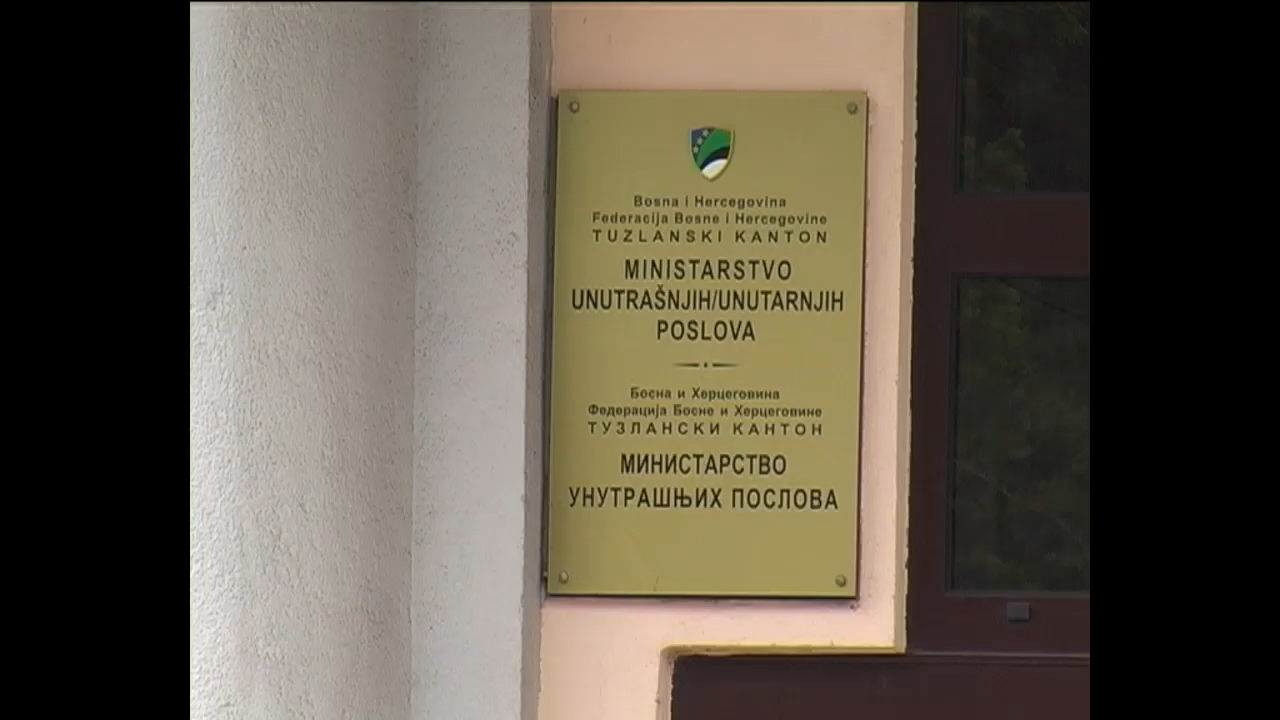 Bosna i Hercegovina
Federacija Bosne i Hercegovine
TUZLANSKI KANTON
MINISTARSTVO
UNUTRAŠNJIH/UNUTARNJIH
POSLOVA
Босна и Херцеговина
Федерација Босне и Херцеговине
ТУЗЛАНСКИ КАНТОН
МИНИСТАРСТВО
УНУТРАШЊИХ ПОСЛОВА